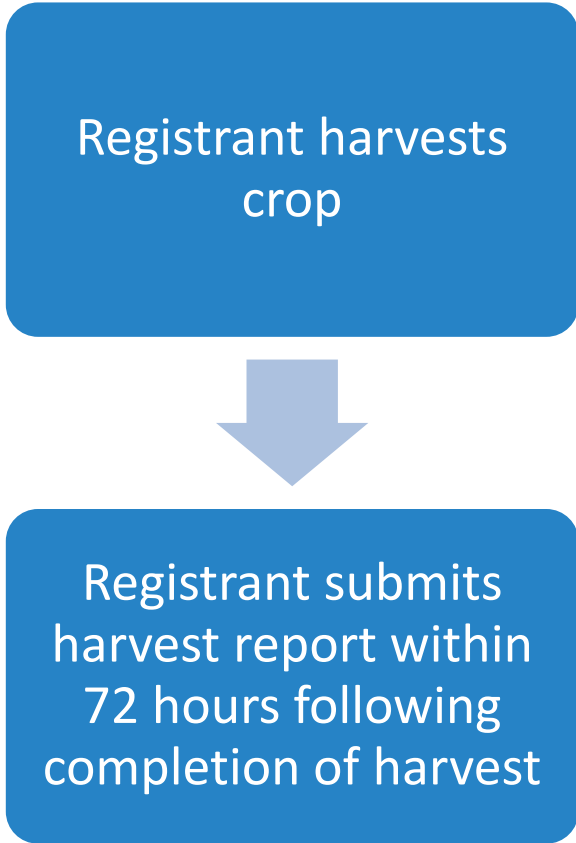 Registrant harvests
crop
Registrant submits
harvest report within
72 hours following
completion of harvest